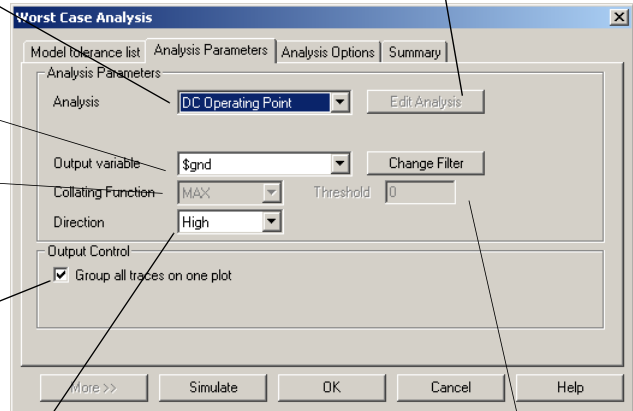 Worst Case Analysis
Model tolerance list Analysis Parameters Analysis Options Summary
Analysis Parameters
Analysis DC Operating Point Edit Analysis
Output variable $gnd Change Filter
Collating Function MAX Threshold 0
Direction High
Output Control
Group all traces on one plot
More >> Simulate OK Cancel Help